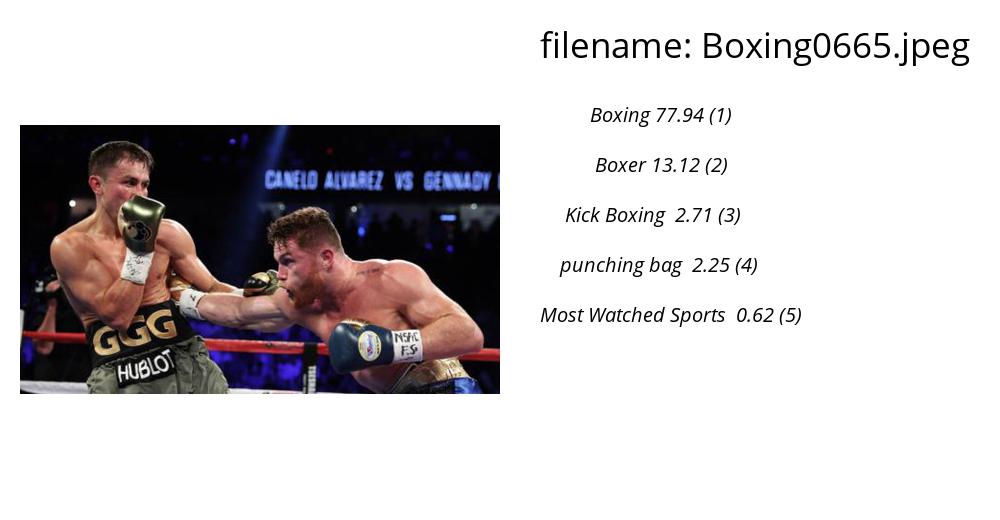 filename: Boxing0665.jpeg
Boxing 77.94 (1)
Boxer 13.12 (2)
Kick Boxing 2.71 (3)
punching bag 2.25 (4)
Most Watched Sports 0.62 (5)
CANELO ALVAREZ VS GENNADY
GGG
HUBLOT
NSAC
F.S.